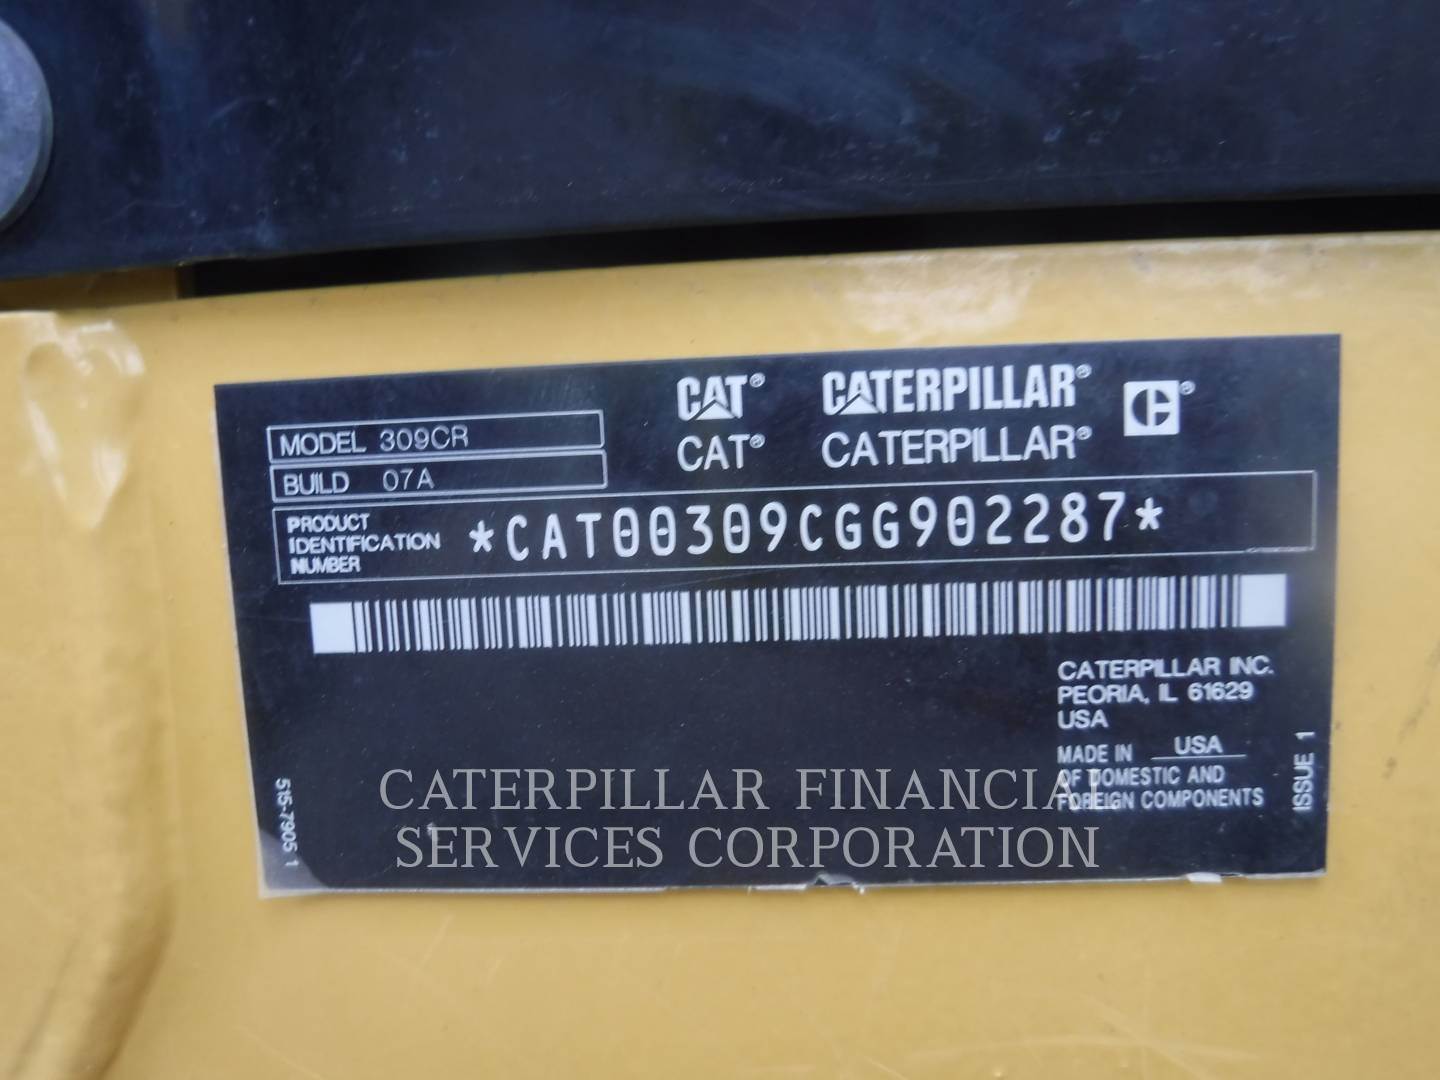 CAT® CATERPILLAR® C®
CAT® CATERPILLAR®
MODEL 309CR
BUILD 07A
PRODUCT
IDENTIFICATION
NUMBER
*CAT00309CGG902287*
CATERPILLAR INC.
PEORIA, IL 61629
USA
MADE IN USA
OF DOMESTIC AND
FOREIGN COMPONENTS
ISSUE 1
515-7905 1
CATERPILLAR FINANCIAL
SERVICES CORPORATION